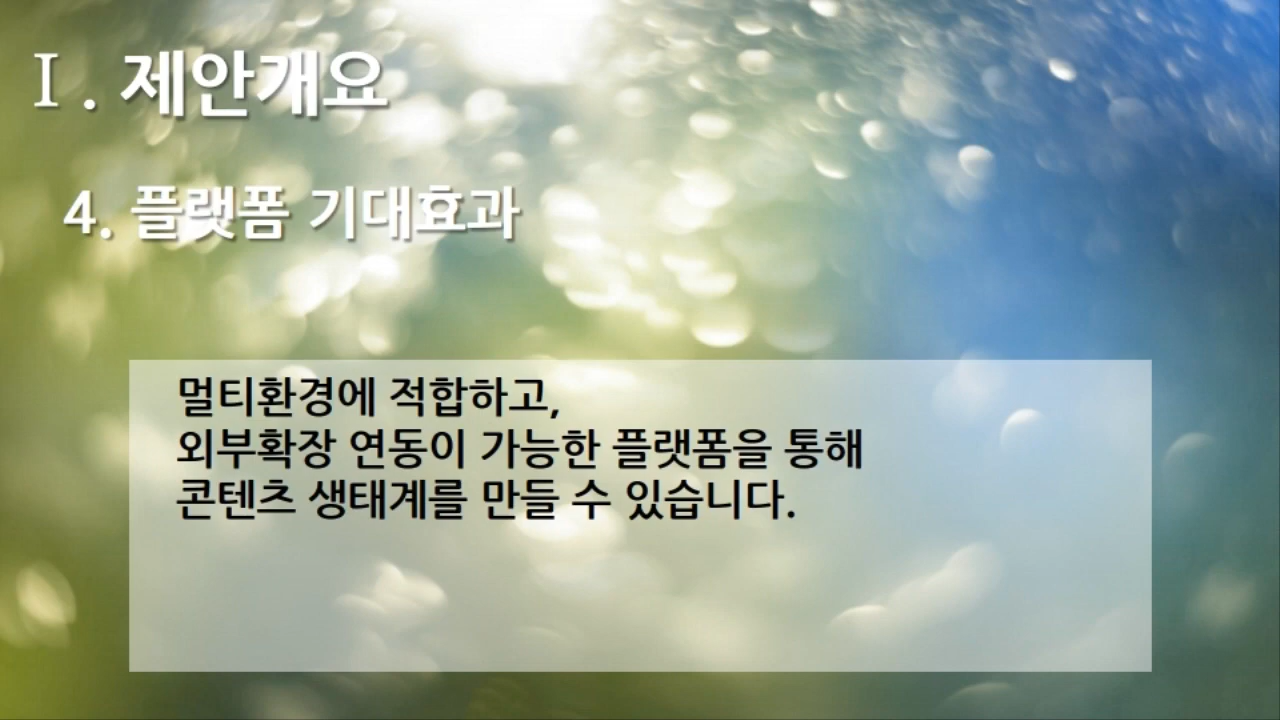 Ⅰ. 제안개요
4. 플랫폼 기대효과
멀티환경에 적합하고,
외부확장 연동이 가능한 플랫폼을 통해
콘텐츠 생태계를 만들 수 있습니다.